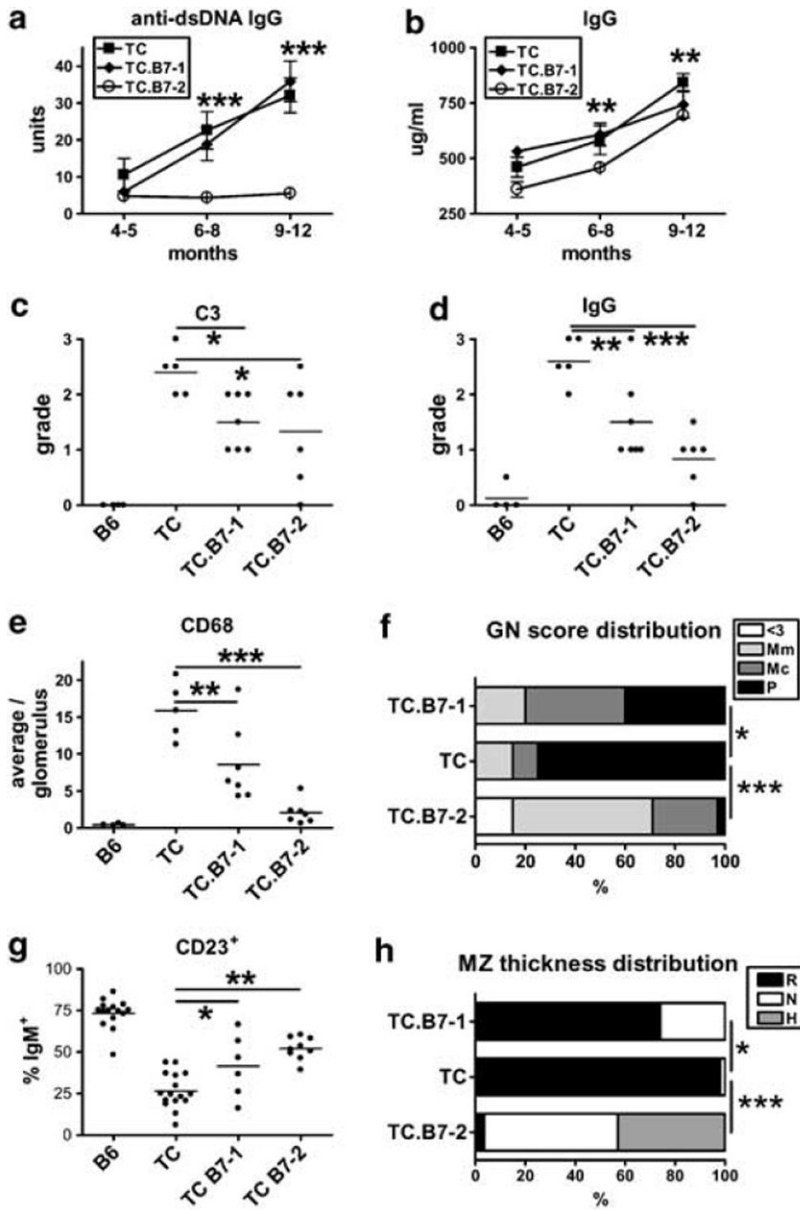 a
anti-dsDNA IgG
TC
TC.B7-1
TC.B7-2
***
***
units
40
30
20
10
0
4-5 6-8 9-12
months
b
IgG
TC
TC.B7-1
TC.B7-2
**
**
ug/ml
1000
750
500
250
4-5 6-8 9-12
months
c
C3
*
*
grade
3
2
1
0
B6 TC TC.B7-1 TC.B7-2
d
IgG
** ***
grade
3
2
1
0
B6 TC TC.B7-1 TC.B7-2
e
CD68
***
**
average /
glomerulus
20
15
10
5
0
B6 TC TC.B7-1 TC.B7-2
f
GN score distribution
<3
Mm
Mc
P
TC.B7-1
TC
TC.B7-2
*
***
0 20 40 60 80 100
%
g
CD23+
**
*
% IgM+
100
75
50
25
0
B6 TC TC B7-1 TC B7-2
h
MZ thickness distribution
R
N
H
TC.B7-1
TC
TC.B7-2
*
***
0 20 40 60 80 100
%